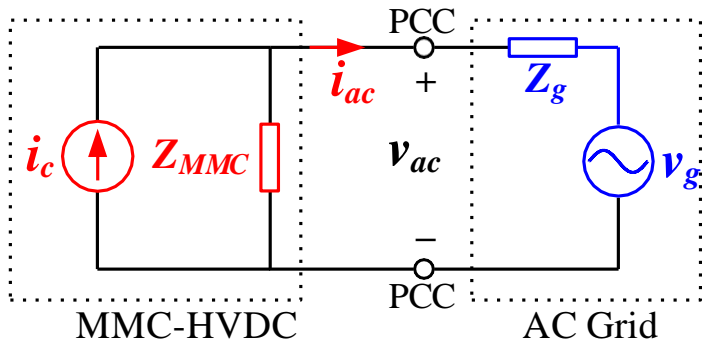 PCC
i_ac
+
Z_g
i_c
Z_MMC
v_ac
v_g
−
PCC
MMC-HVDC
AC Grid